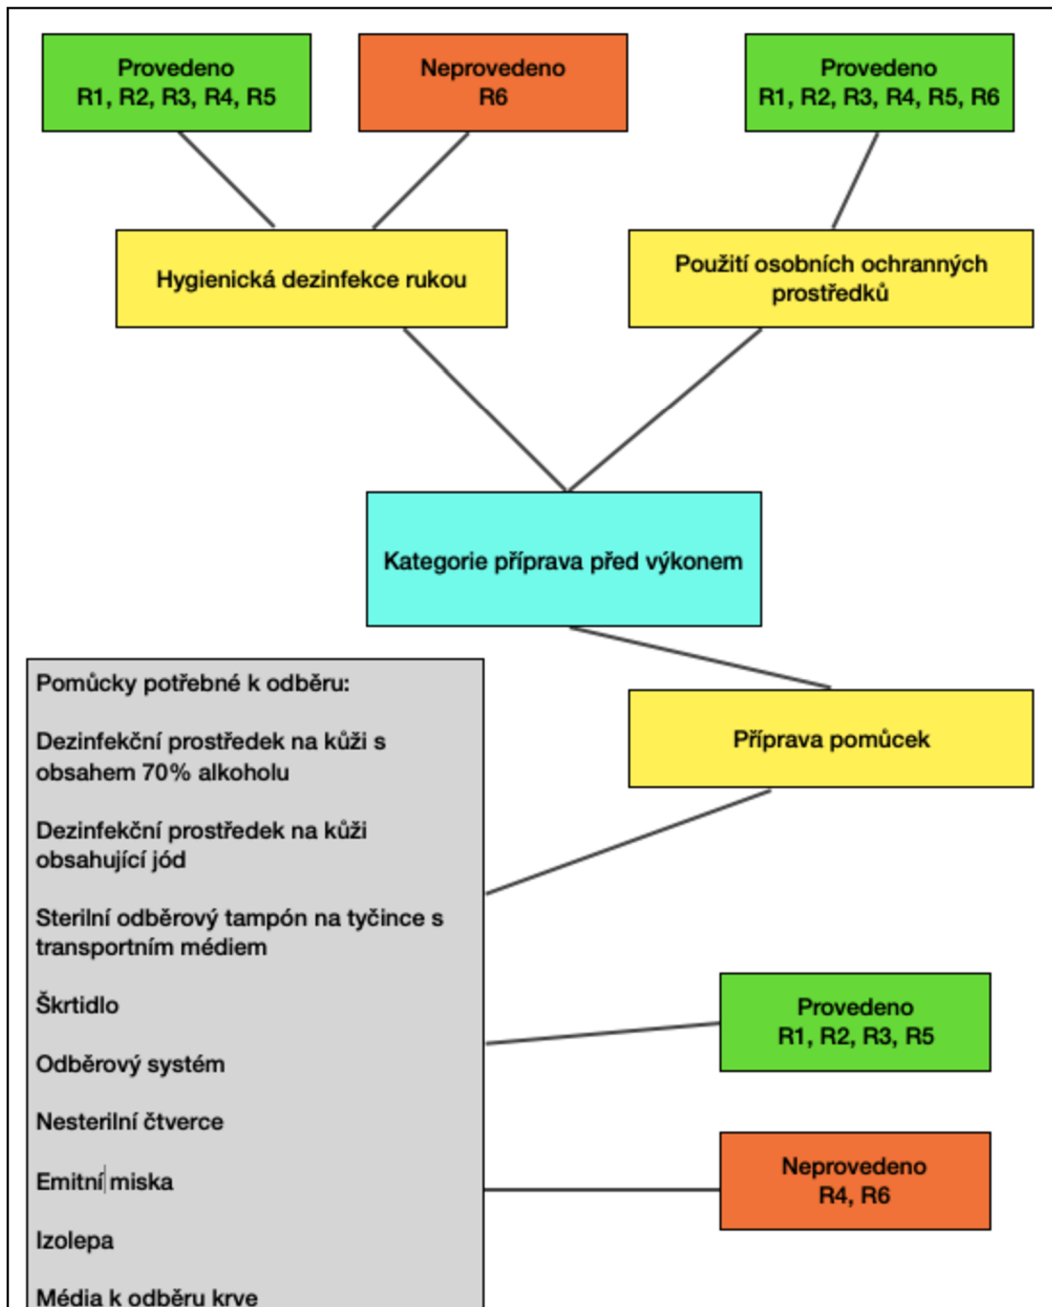 Provedeno
R1, R2, R3, R4, R5
Neprovedeno
R6
Provedeno
R1, R2, R3, R4, R5, R6
Hygienická dezinfekce rukou
Použití osobních ochranných
prostředků
Kategorie příprava před výkonem
Pomůcky potřebné k odběru:
Dezinfekční prostředek na kůži s
obsahem 70% alkoholu
Dezinfekční prostředek na kůži
obsahující jód
Sterilní odběrový tampón na tyčince s
transportním médiem
Škrtidlo
Odběrový systém
Nesterilní čtverce
Emitní miska
Izolepa
Média k odběru krve
Příprava pomůcek
Provedeno
R1, R2, R3, R5
Neprovedeno
R4, R6